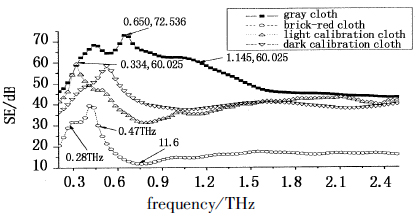 0.650,72.536
gray cloth
brick-red cloth
light calibration cloth
dark calibration cloth
70
60
50
40
30
20
10
SE/dB
0.334,60.025
1.145,60.025
0.47THz
0.28THz
11.6
0.3 0.6 0.9 1.2 1.5 1.8 2.1 2.4
frequency/THz